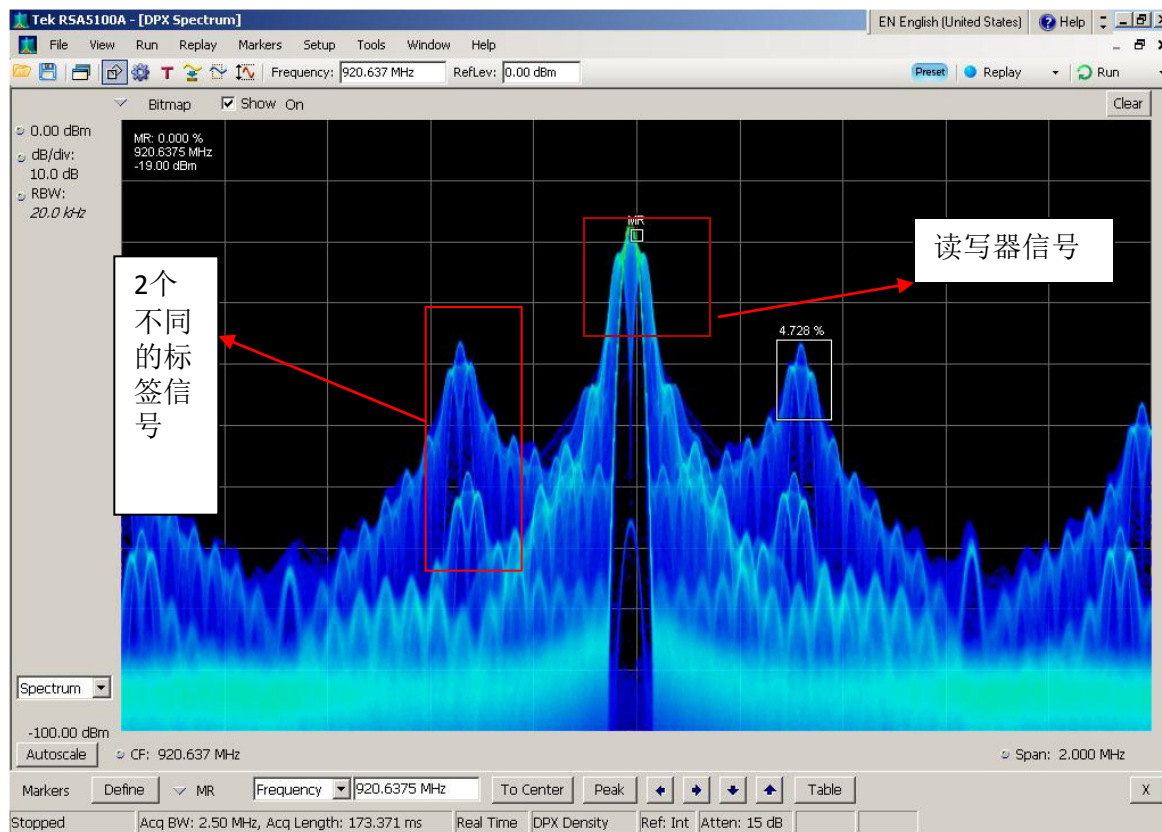 Tek RSA5100A - [DPX Spectrum]
EN English (United States)
Help
File View Run Replay Markers Setup Tools Window Help
Frequency: 920.637 MHz RefLev: 0.00 dBm
Preset Replay Run
Bitmap Show On
Clear
0.00 dBm
dB/div:
10.0 dB
RBW:
20.0 kHz
MR: 0.000 %
920.6375 MHz
-19.00 dBm
MR
读写器信号
2个
不同
的标
签信
号
4.728 %
Spectrum
-100.00 dBm
Autoscale
CF: 920.637 MHz
Span: 2.000 MHz
Markers Define MR Frequency 920.6375 MHz To Center Peak Table X
Stopped Acq BW: 2.50 MHz, Acq Length: 173.371 ms Real Time DPX Density Ref: Int Atten: 15 dB